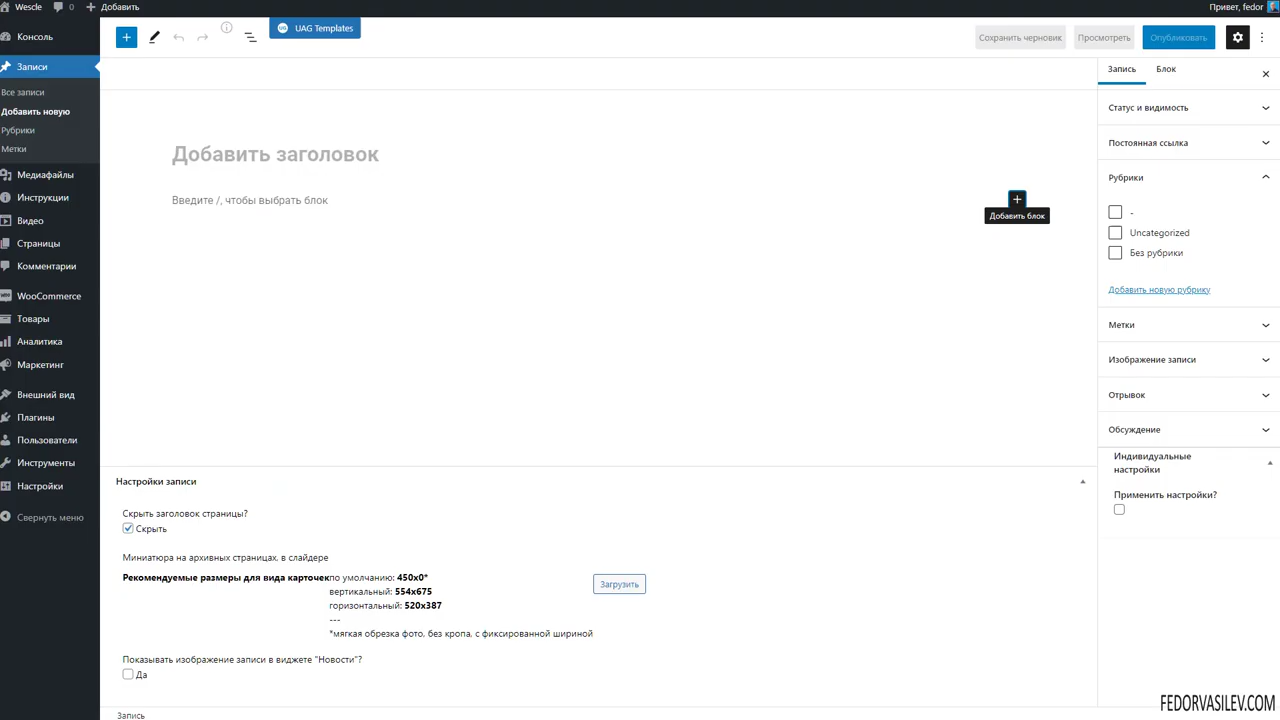 Wescle 0 Добавить Привет, fedor
Консоль
Записи
Все записи
Добавить новую
Рубрики
Метки
Медиафайлы
Инструкции
Видео
Страницы
Комментарии
WooCommerce
Товары
Аналитика
Маркетинг
Внешний вид
Плагины
Пользователи
Инструменты
Настройки
Свернуть меню
UAG Templates
Сохранить черновик Просмотреть Опубликовать
Добавить заголовок
Введите /, чтобы выбрать блок
Добавить блок
Настройки записи
Скрыть заголовок страницы?
Скрыть
Миниатюра на архивных страницах, в слайдере
Рекомендуемые размеры для вида карточек по умолчанию: 450x0*
вертикальный: 554x675
горизонтальный: 520x387
---
*мягкая обрезка фото, без кропа, с фиксированной шириной
Загрузить
Показывать изображение записи в виджете "Новости"?
Да
Запись
Запись Блок
Статус и видимость
Постоянная ссылка
Рубрики
-
Uncategorized
Без рубрики
Добавить новую рубрику
Метки
Изображение записи
Отрывок
Обсуждение
Индивидуальные
настройки
Применить настройки?
FEDORVASILEV.COM